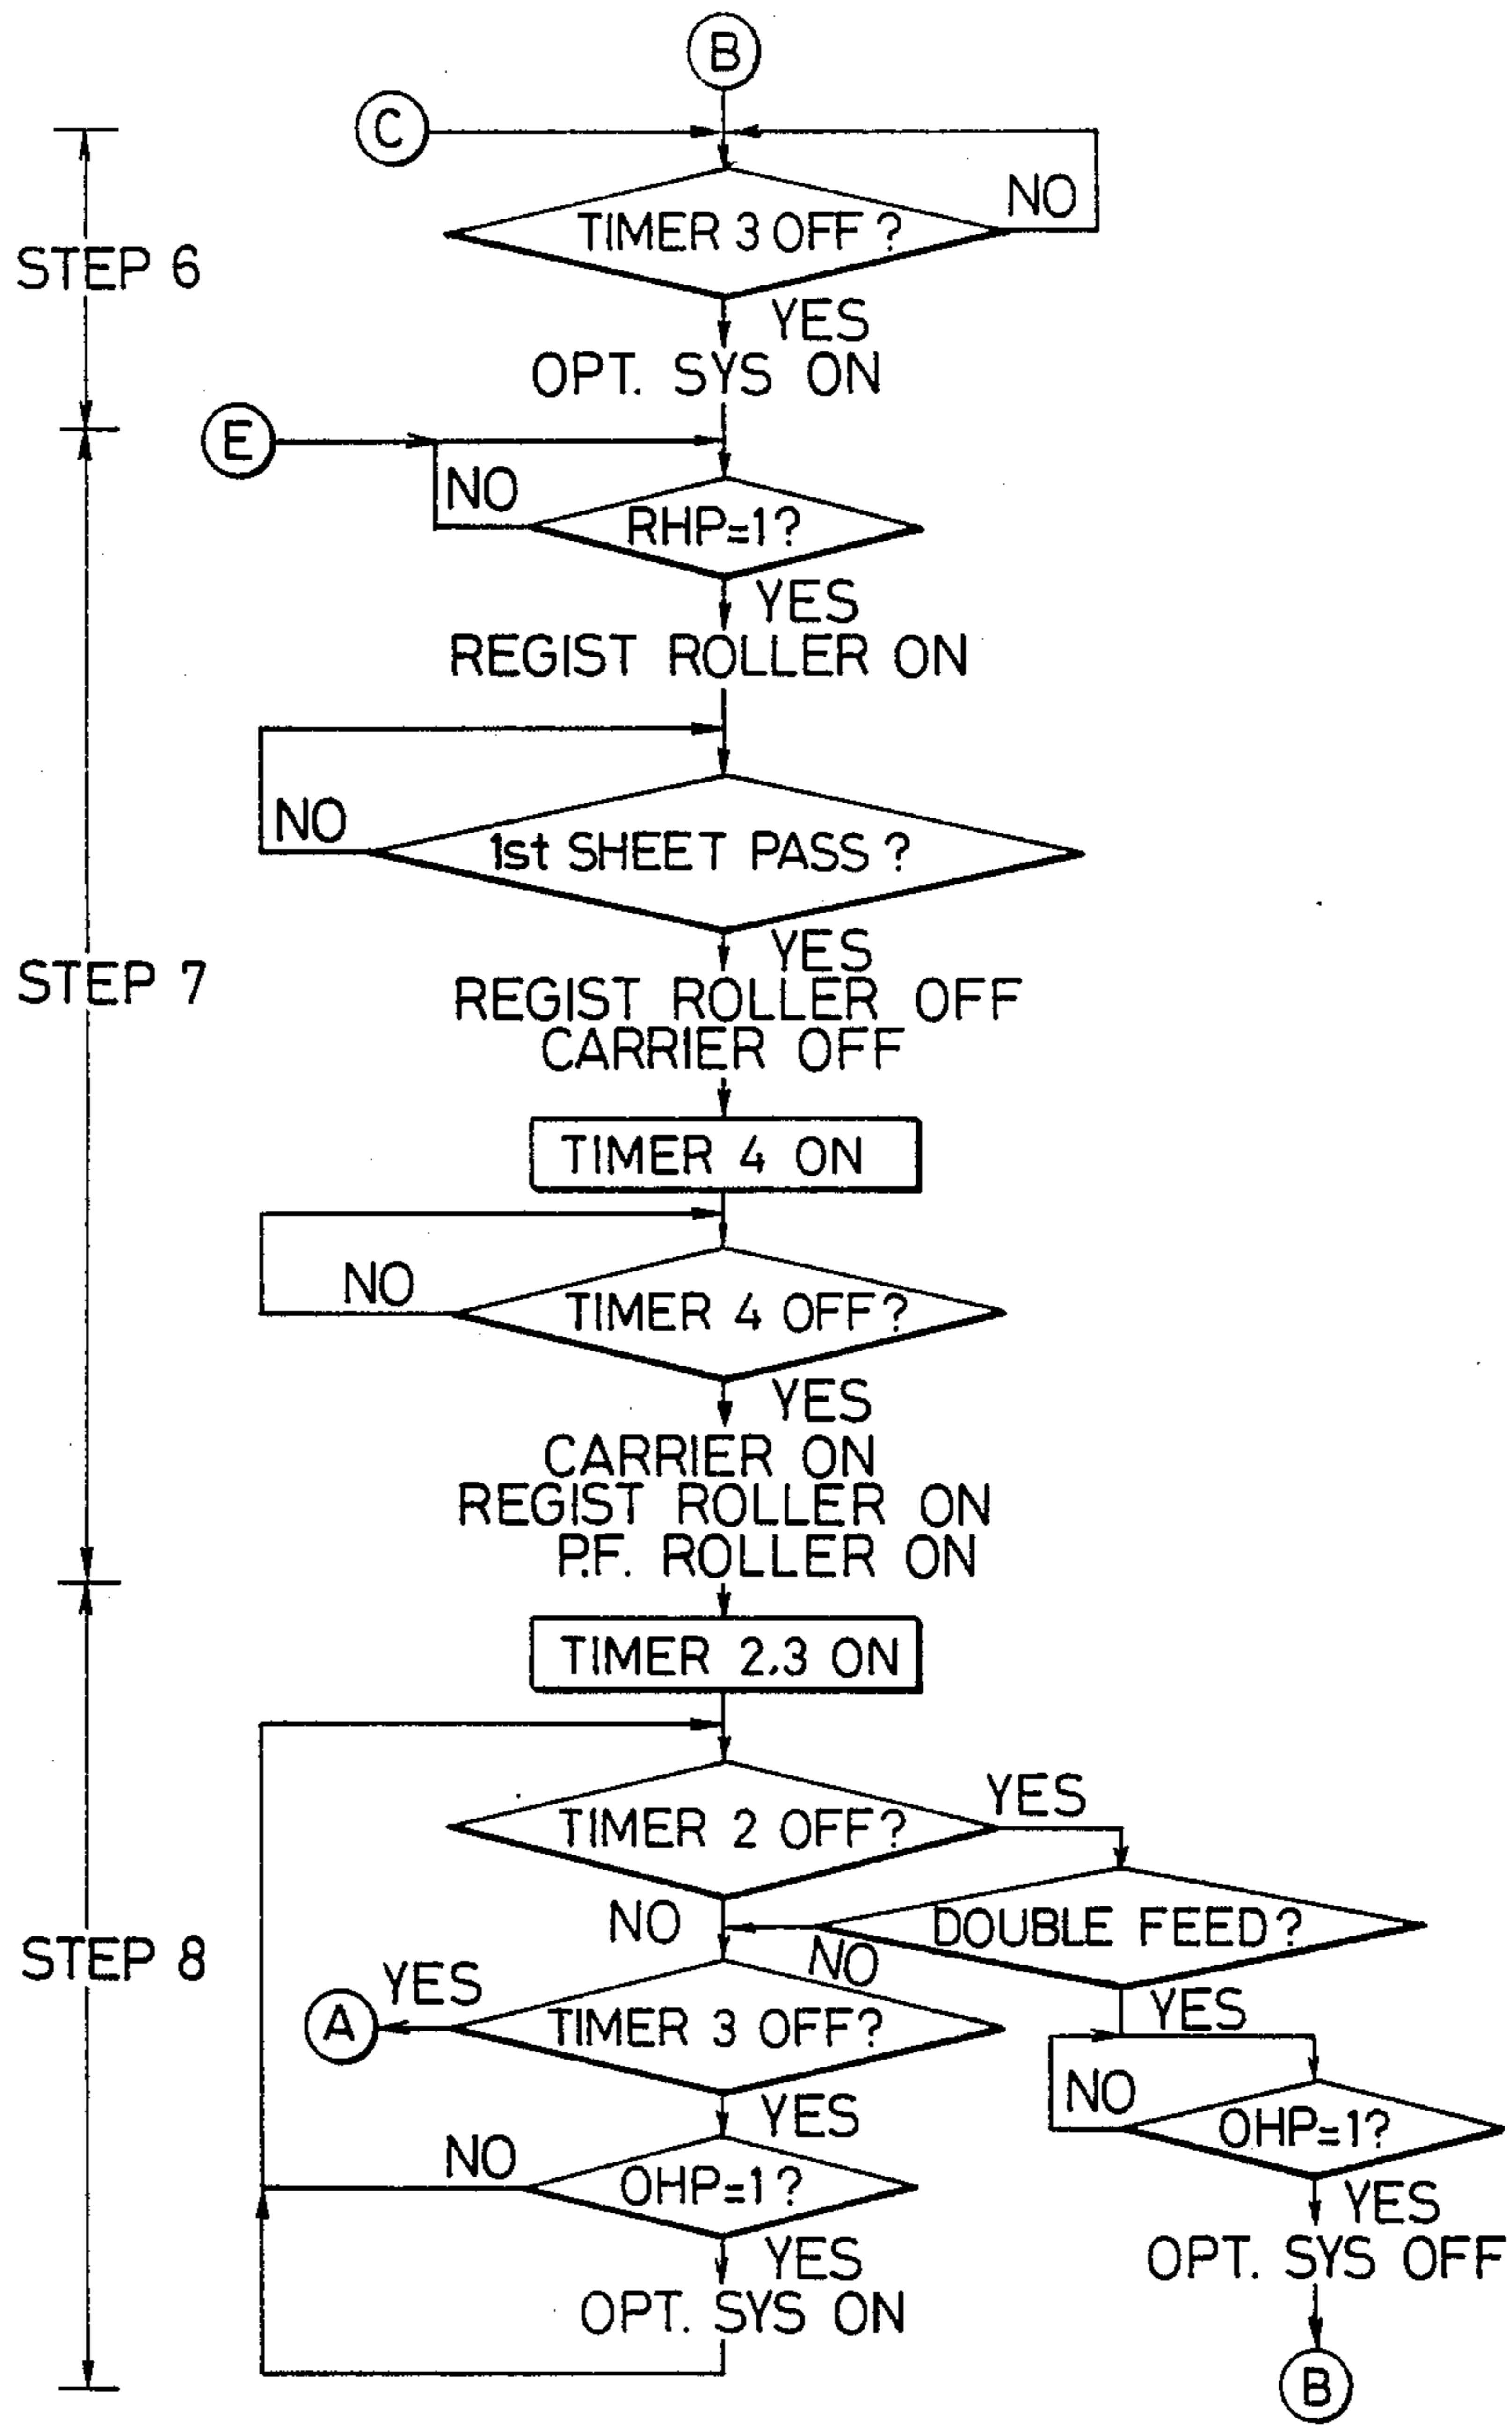 B
C
NO
TIMER 3 OFF ?
STEP 6
YES
OPT. SYS ON
E
NO
RHP=1?
YES
REGIST ROLLER ON
NO
1st SHEET PASS ?
YES
STEP 7
REGIST ROLLER OFF
CARRIER OFF
TIMER 4 ON
NO
TIMER 4 OFF?
YES
CARRIER ON
REGIST ROLLER ON
P.F. ROLLER ON
TIMER 2,3 ON
YES
TIMER 2 OFF?
NO
DOUBLE FEED?
STEP 8
NO
YES
YES
A
TIMER 3 OFF?
NO
YES
OHP=1?
NO
OHP=1?
YES
YES
OPT. SYS OFF
OPT. SYS ON
B